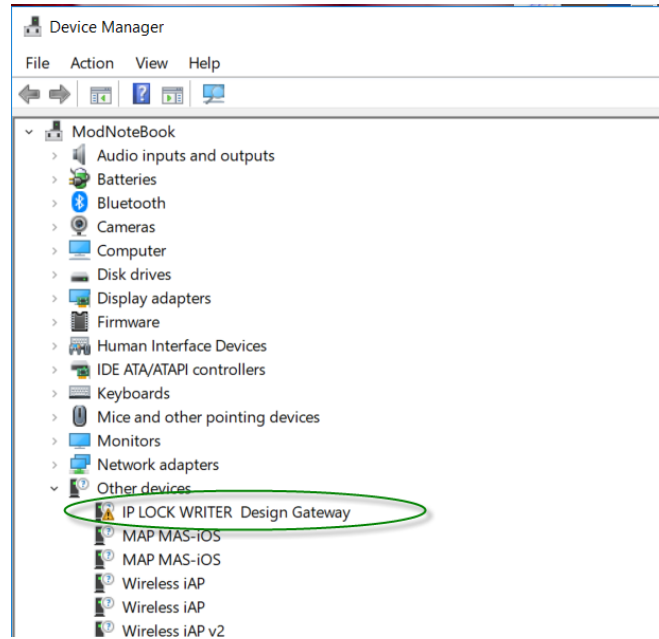 Device Manager
File Action View Help
ModNoteBook
Audio inputs and outputs
Batteries
Bluetooth
Cameras
Computer
Disk drives
Display adapters
Firmware
Human Interface Devices
IDE ATA/ATAPI controllers
Keyboards
Mice and other pointing devices
Monitors
Network adapters
Other devices
IP LOCK WRITER Design Gateway
MAP MAS-iOS
MAP MAS-iOS
Wireless iAP
Wireless iAP
Wireless iAP v2